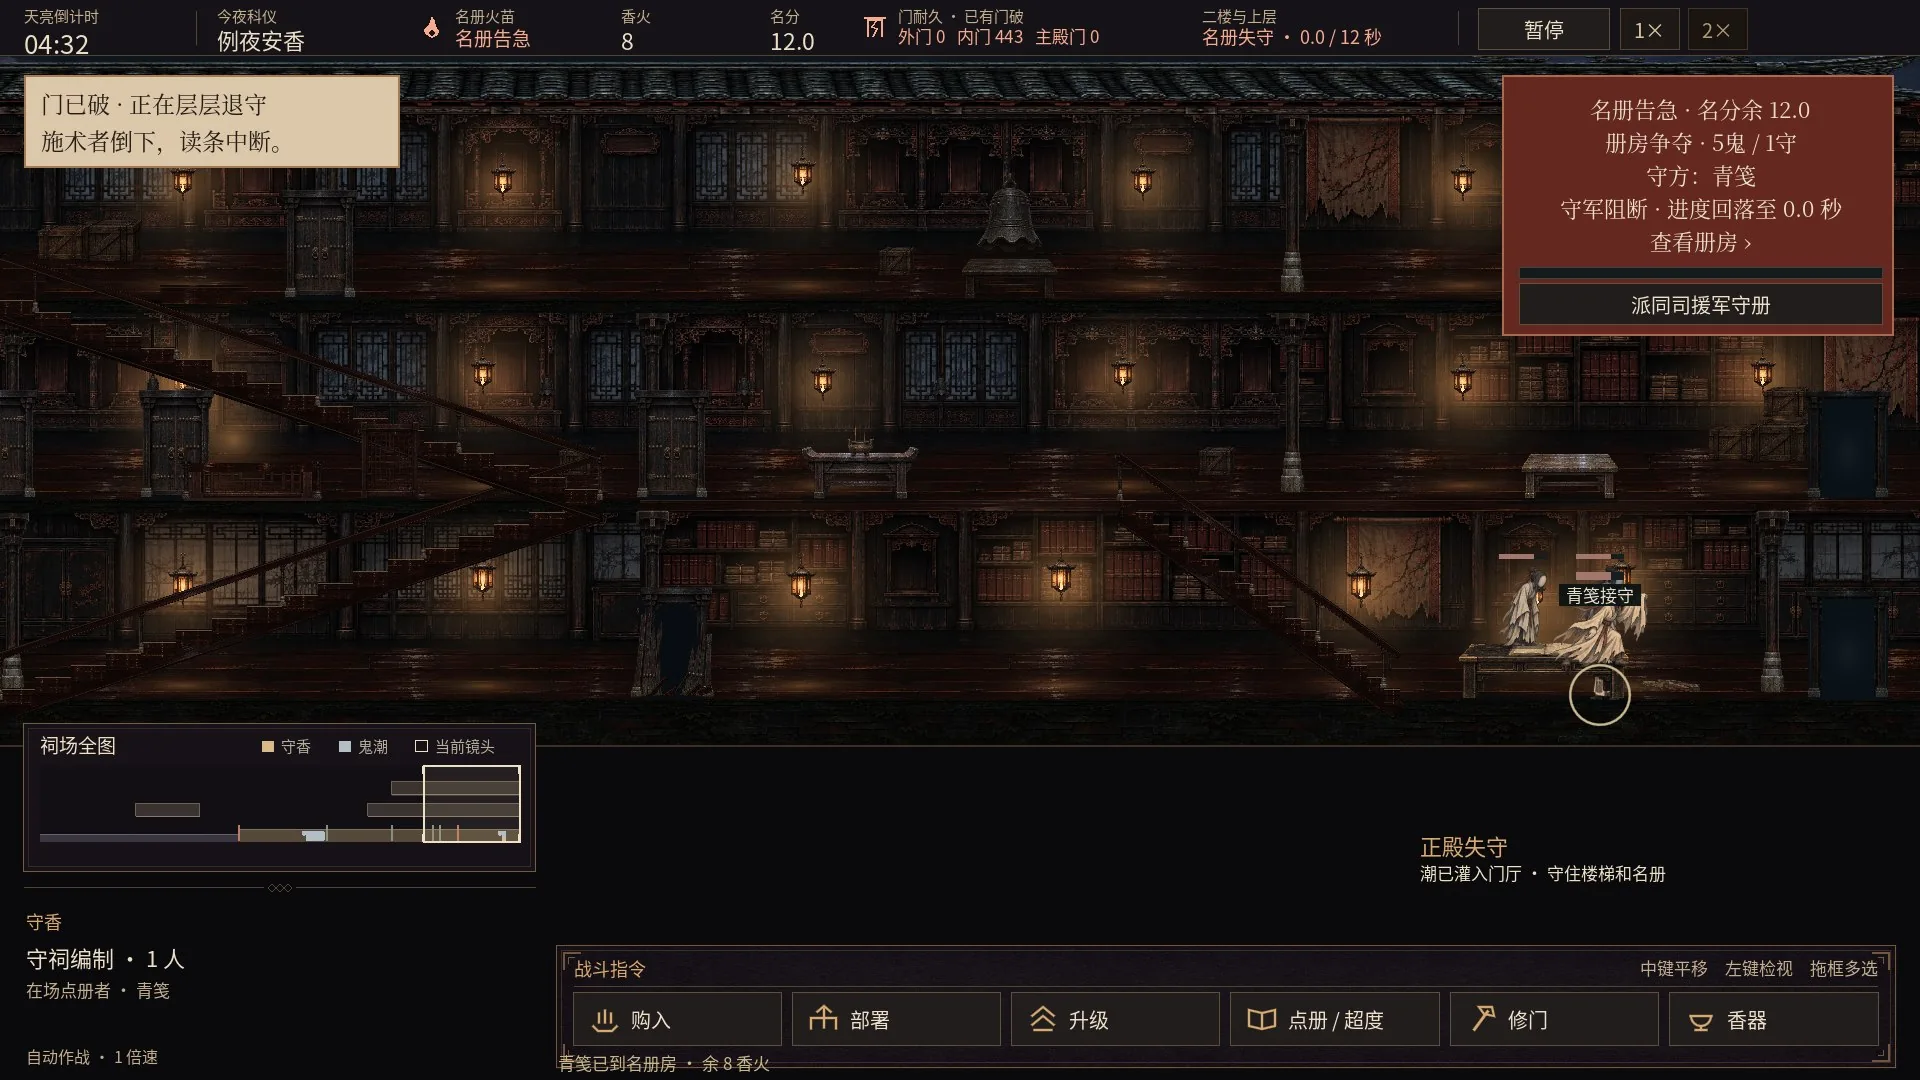 天亮倒计时
04:32
今夜科仪
例夜安香
名册火苗
名册告急
香火
8
名分
12.0
门耐久 · 已有门破
外门 0 内门 443 主殿门 0
二楼与上层
名册失守 · 0.0 / 12 秒
暂停
1×
2×
门已破 · 正在层层退守
施术者倒下，读条中断。
名册告急 · 名分余 12.0
册房争夺 · 5鬼 / 1守
守方：青笺
守军阻断 · 进度回落至 0.0 秒
查看册房 ›
派同司援军守册
青笺接守
祠场全图
守香
鬼潮
当前镜头
正殿失守
潮已灌入门厅 · 守住楼梯和名册
守香
守祠编制 · 1 人
在场点册者 · 青笺
自动作战 · 1 倍速
战斗指令
中键平移 左键检视 拖框多选
购入
部署
升级
点册 / 超度
修门
香器
青笺已到名册房 · 余 8 香火